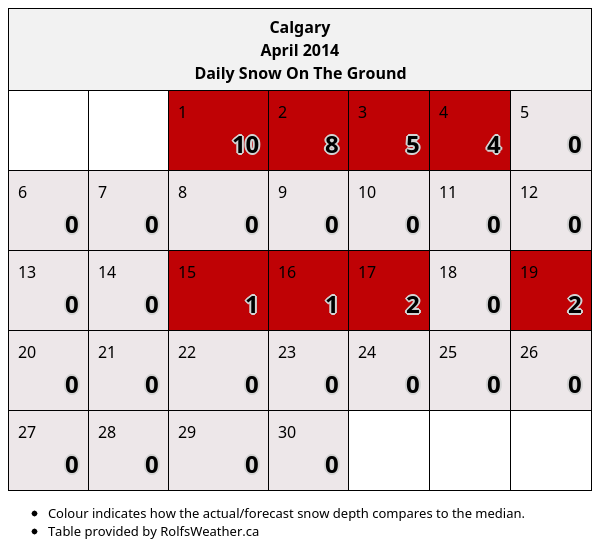 Calgary
April 2014
Daily Snow On The Ground
1 2 3 4 5
10 8 5 4 0
6 7 8 9 10 11 12
0 0 0 0 0 0 0
13 14 15 16 17 18 19
0 0 1 1 2 0 2
20 21 22 23 24 25 26
0 0 0 0 0 0 0
27 28 29 30
0 0 0 0
• Colour indicates how the actual/forecast snow depth compares to the median.
• Table provided by RolfsWeather.ca